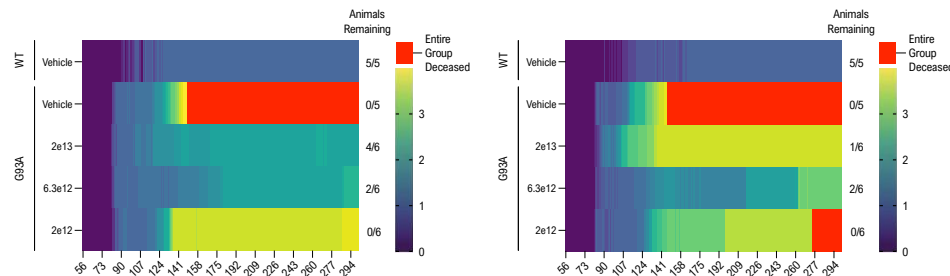 Animals
Remaining
Entire
Group
Deceased
WT
Vehicle
5/5
G93A
Vehicle
0/5
2e13
4/6
6.3e12
2/6
2e12
0/6
3
2
1
0
56 73 90 107 124 141 158 175 192 209 226 243 260 277 294
Animals
Remaining
Entire
Group
Deceased
WT
Vehicle
5/5
G93A
Vehicle
0/5
2e13
1/6
6.3e12
2/6
2e12
0/6
3
2
1
0
56 73 90 107 124 141 158 175 192 209 226 243 260 277 294